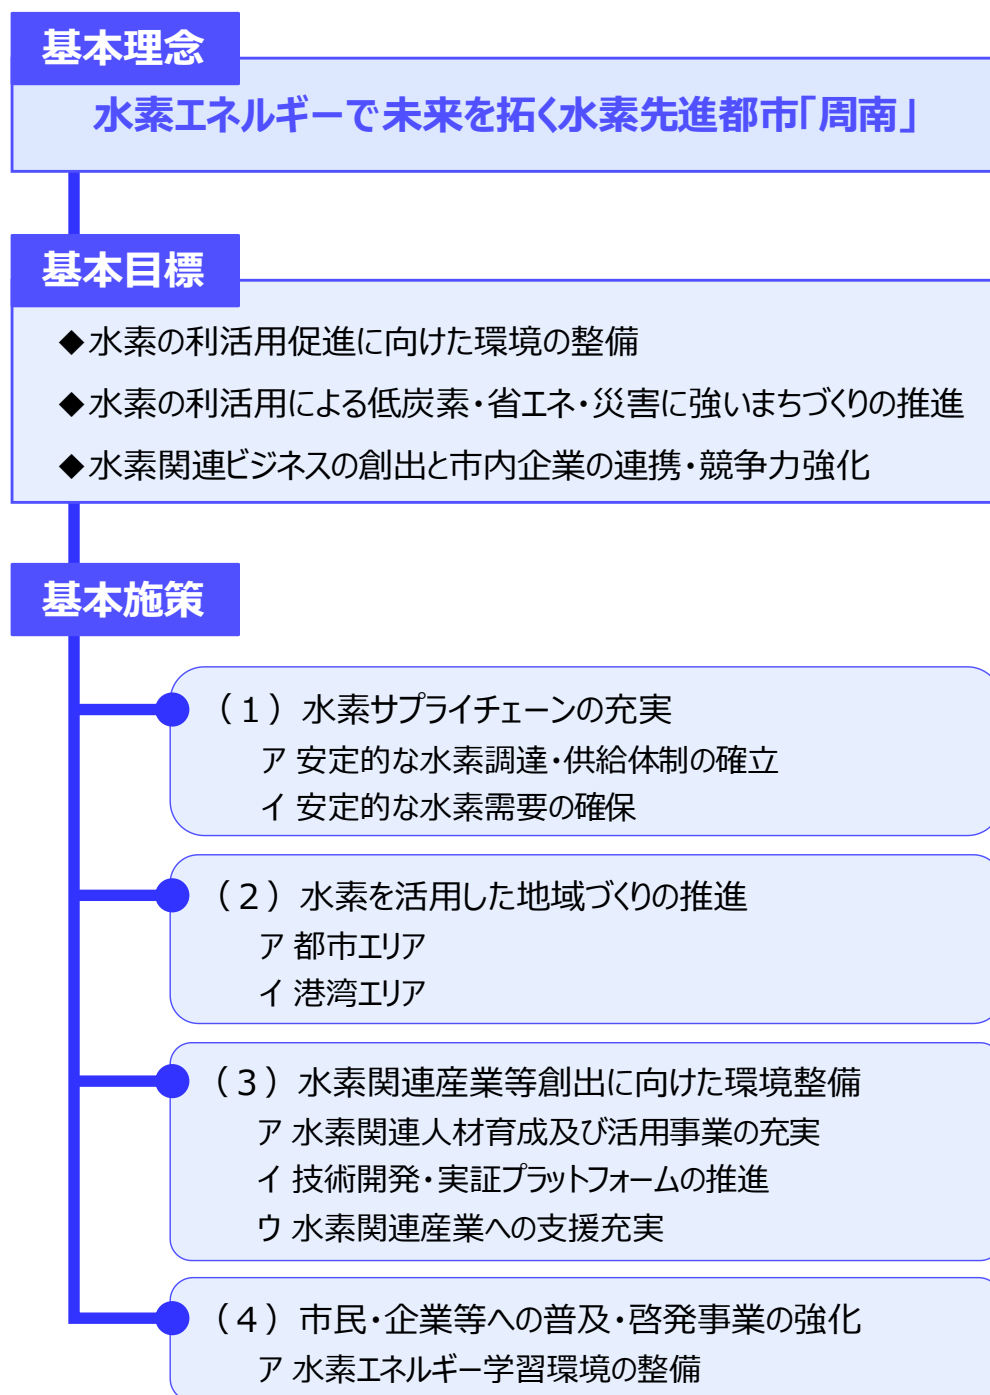 基本理念
水素エネルギーで未来を拓く水素先進都市「周南」
基本目標
◆水素の利活用促進に向けた環境の整備
◆水素の利活用による低炭素・省エネ・災害に強いまちづくりの推進
◆水素関連ビジネスの創出と市内企業の連携・競争力強化
基本施策
（１）水素サプライチェーンの充実
ア 安定的な水素調達・供給体制の確立
イ 安定的な水素需要の確保
（２）水素を活用した地域づくりの推進
ア 都市エリア
イ 港湾エリア
（３）水素関連産業等創出に向けた環境整備
ア 水素関連人材育成及び活用事業の充実
イ 技術開発・実証プラットフォームの推進
ウ 水素関連産業への支援充実
（４）市民・企業等への普及・啓発事業の強化
ア 水素エネルギー学習環境の整備